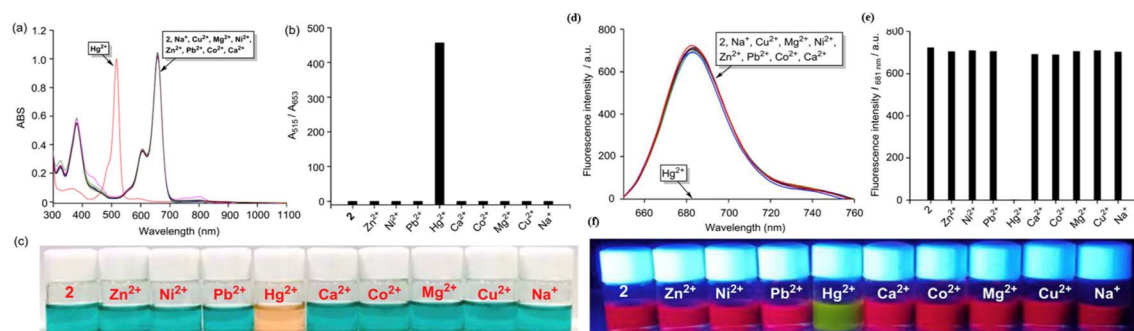 (a)
ABS
1.2
1.0
0.8
0.6
0.4
0.2
0
300 400 500 600 700 800 900 1000 1100
Wavelength (nm)
Hg²⁺
2, Na⁺, Cu²⁺, Mg²⁺, Ni²⁺,
Zn²⁺, Pb²⁺, Co²⁺, Ca²⁺
(b)
A₅₁₅ / A₆₅₃
500
400
300
200
100
0
2 Zn²⁺ Ni²⁺ Pb²⁺ Hg²⁺ Ca²⁺ Co²⁺ Mg²⁺ Cu²⁺ Na⁺
(c)
2 Zn²⁺ Ni²⁺ Pb²⁺ Hg²⁺ Ca²⁺ Co²⁺ Mg²⁺ Cu²⁺ Na⁺
(d)
Fluorescence intensity / a.u.
800
600
400
200
0
660 680 700 720 740 760
Wavelength (nm)
2, Na⁺, Cu²⁺, Mg²⁺, Ni²⁺,
Zn²⁺, Pb²⁺, Co²⁺, Ca²⁺
Hg²⁺
(e)
Fluorescence intensity / 681 nm / a.u.
800
600
400
200
0
2 Zn²⁺ Ni²⁺ Pb²⁺ Hg²⁺ Ca²⁺ Co²⁺ Mg²⁺ Cu²⁺ Na⁺
(f)
2 Zn²⁺ Ni²⁺ Pb²⁺ Hg²⁺ Ca²⁺ Co²⁺ Mg²⁺ Cu²⁺ Na⁺